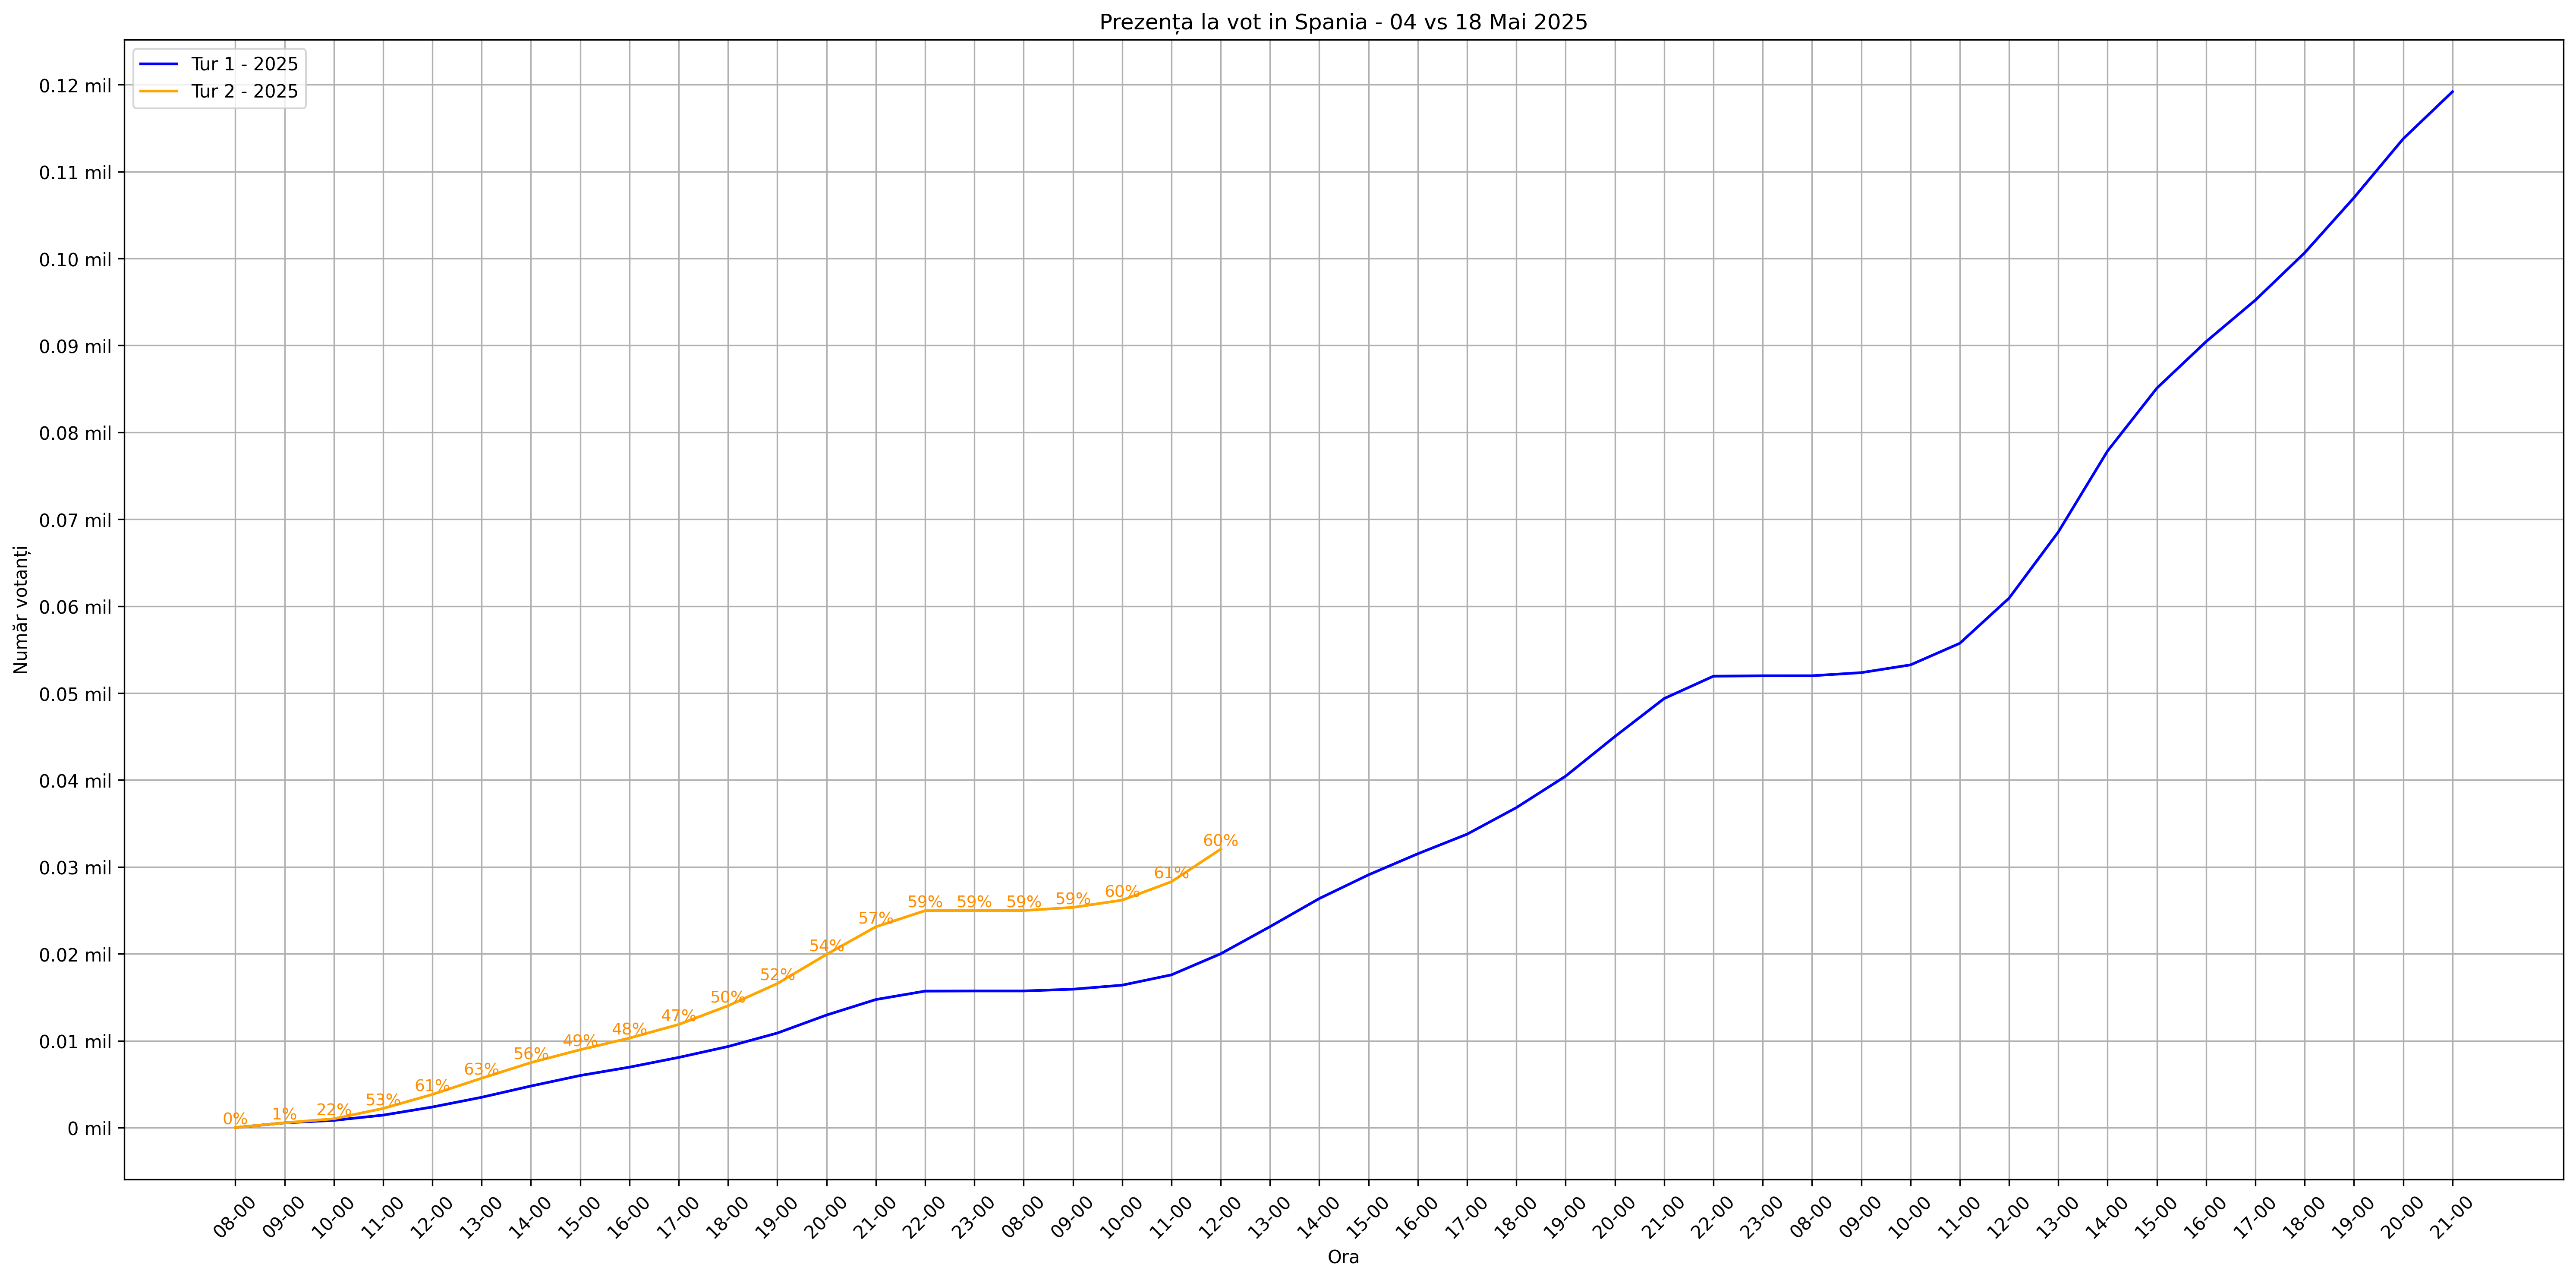 Prezența la vot in Spania - 04 vs 18 Mai 2025
Tur 1 - 2025
Tur 2 - 2025
Număr votanți
0.12 mil
0.11 mil
0.10 mil
0.09 mil
0.08 mil
0.07 mil
0.06 mil
0.05 mil
0.04 mil
0.03 mil
0.02 mil
0.01 mil
0 mil
0% 1% 22% 53% 61% 63% 56% 49% 48% 47% 50% 52% 54% 57% 59% 59% 59% 59% 60% 61% 60%
08-00 09-00 10-00 11-00 12-00 13-00 14-00 15-00 16-00 17-00 18-00 19-00 20-00 21-00 22-00 23-00 08-00 09-00 10-00 11-00 12-00 13-00 14-00 15-00 16-00 17-00 18-00 19-00 20-00 21-00 22-00 23-00 08-00 09-00 10-00 11-00 12-00 13-00 14-00 15-00 16-00 17-00 18-00 19-00 20-00 21-00
Ora